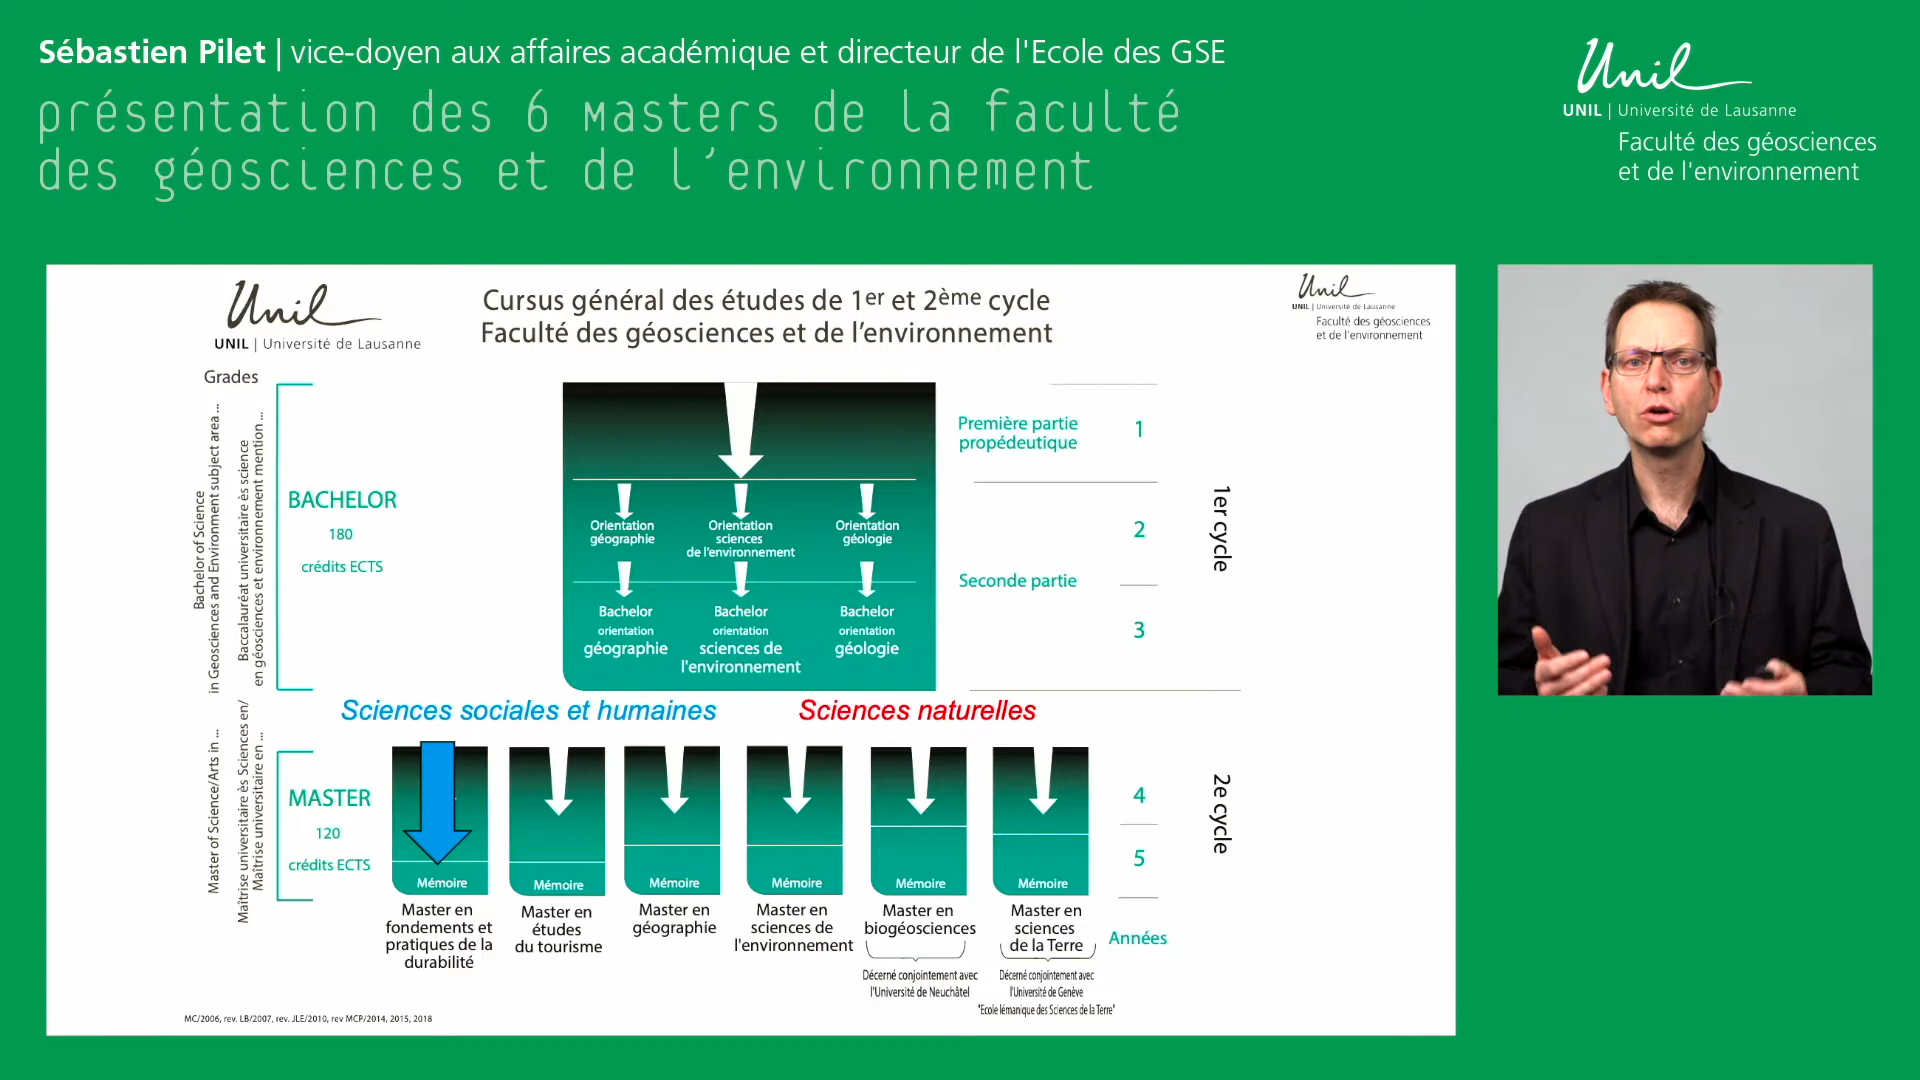 Sébastien Pilet | vice-doyen aux affaires académique et directeur de l'Ecole des GSE
présentation des 6 masters de la faculté
des géosciences et de l'environnement
Unil
UNIL | Université de Lausanne
Faculté des géosciences
et de l'environnement
Unil
UNIL | Université de Lausanne
Cursus général des études de 1er et 2ème cycle
Faculté des géosciences et de l'environnement
Unil
UNIL | Université de Lausanne
Faculté des géosciences
et de l'environnement
Grades
Bachelor of Science
in Geosciences and Environment subject area ...
Baccalauréat universitaire ès science
en géosciences et environnement mention ...
BACHELOR
180
crédits ECTS
Orientation
géographie
Orientation
sciences
de l'environnement
Orientation
géologie
Bachelor
orientation
géographie
Bachelor
orientation
sciences de
l'environnement
Bachelor
orientation
géologie
Première partie
propédeutique
1
2
Seconde partie
3
1er cycle
Sciences sociales et humaines
Sciences naturelles
Master of Science/Arts in ...
Maîtrise universitaire ès Sciences en/
Maîtrise universitaire en ...
MASTER
120
crédits ECTS
Mémoire
Mémoire
Mémoire
Mémoire
Mémoire
Mémoire
4
5
2e cycle
Master en
fondements et
pratiques de la
durabilité
Master en
études
du tourisme
Master en
géographie
Master en
sciences de
l'environnement
Master en
biogéosciences
Décerné conjointement avec
l'Université de Neuchâtel
Master en
sciences
de la Terre
Décerné conjointement avec
l'Université de Genève
"Ecole lémanique des Sciences de la Terre"
Années
MC/2006, rev. LB/2007, rev. JLE/2010, rev MCP/2014, 2015, 2018